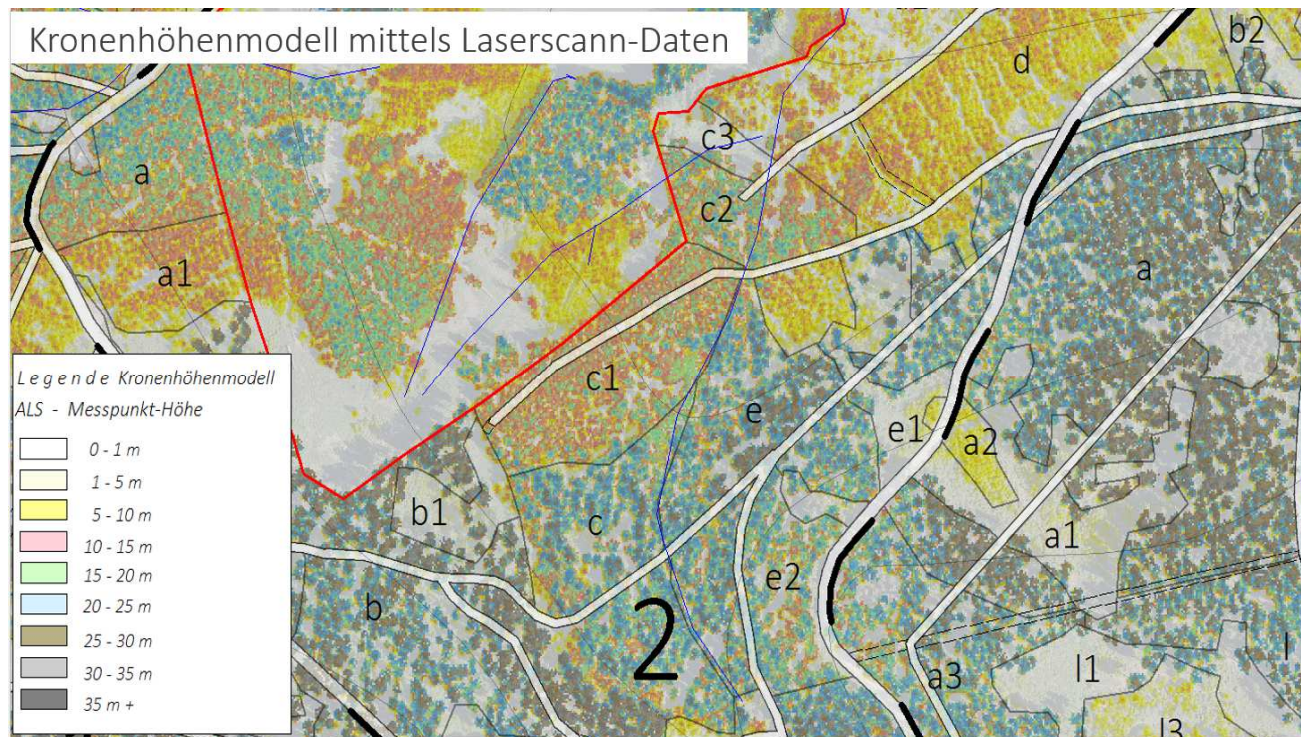 Kronenhöhenmodell mittels Laserscann-Daten
b2
d
c3
a
c2
a1
a
Legende Kronenhöhenmodell
ALS - Messpunkt-Höhe
0 - 1 m
1 - 5 m
5 - 10 m
10 - 15 m
15 - 20 m
20 - 25 m
25 - 30 m
30 - 35 m
35 m +
c1
e
e1
a2
b1
c
a1
e2
b
2
a3
l1
l
l3